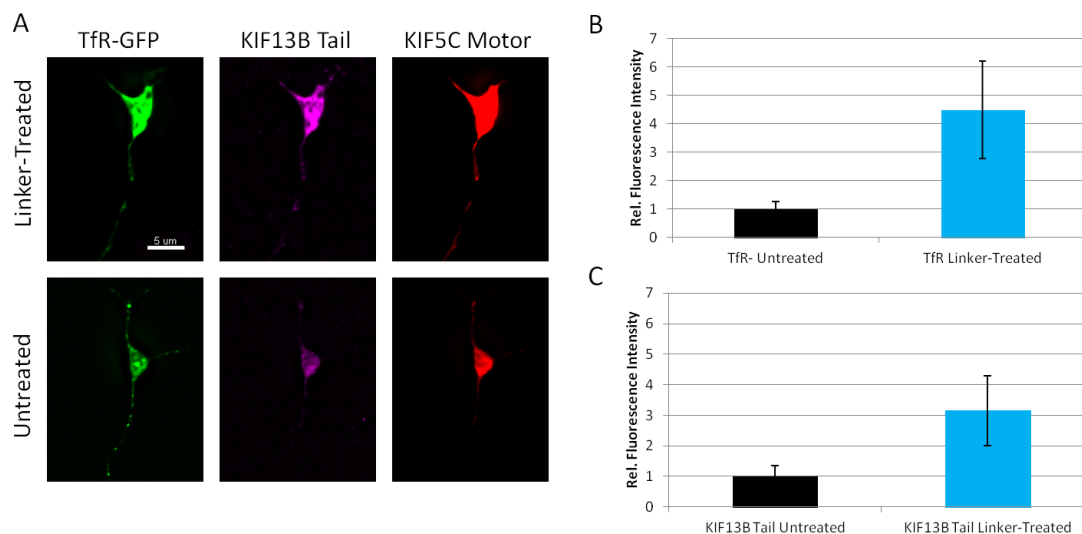 A
TfR-GFP
KIF13B Tail
KIF5C Motor
Linker-Treated
5 um
Untreated
B
7
6
5
4
3
2
1
0
Rel. Fluorescence Intensity
TfR- Untreated
TfR Linker-Treated
C
7
6
5
4
3
2
1
0
Rel. Fluorescence Intensity
KIF13B Tail Untreated
KIF13B Tail Linker-Treated